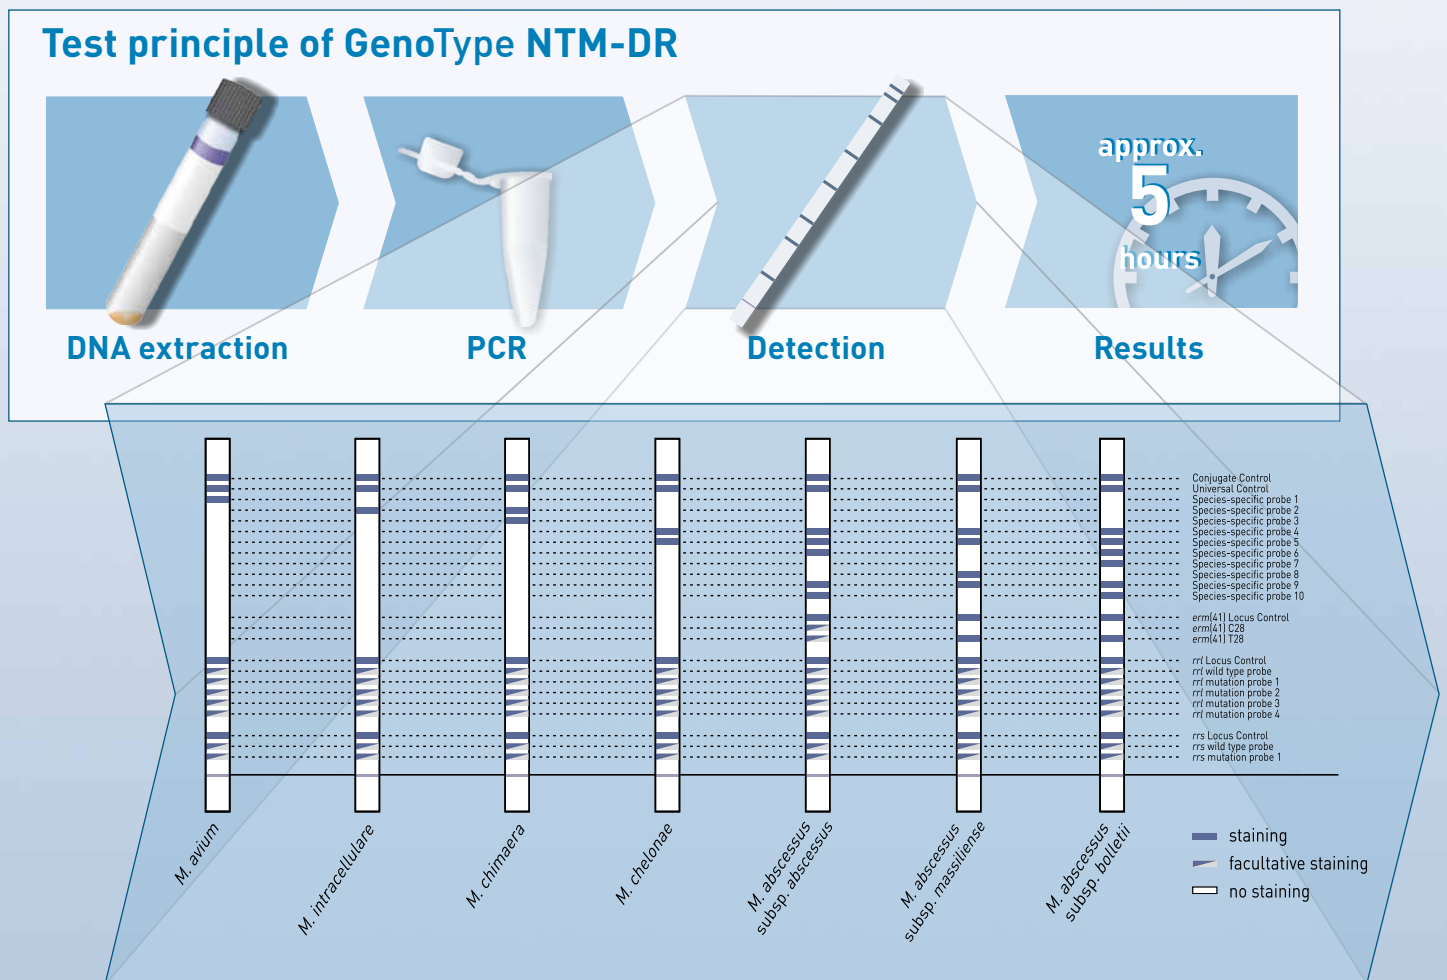 Test principle of GenoType NTM-DR
approx.
5
hours
DNA extraction
PCR
Detection
Results
Conjugate Control
Universal Control
Species-specific probe 1
Species-specific probe 2
Species-specific probe 3
Species-specific probe 4
Species-specific probe 5
Species-specific probe 6
Species-specific probe 7
Species-specific probe 8
Species-specific probe 9
Species-specific probe 10
erm(41) Locus Control
erm(41) C28
erm(41) T28
rrl Locus Control
rrl wild type probe
rrl mutation probe 1
rrl mutation probe 2
rrl mutation probe 3
rrl mutation probe 4
rrs Locus Control
rrs wild type probe
rrs mutation probe 1
M. avium
M. intracellulare
M. chimaera
M. chelonae
M. abscessus
subsp. abscessus
M. abscessus
subsp. massiliense
M. abscessus
subsp. bolletii
staining
facultative staining
no staining